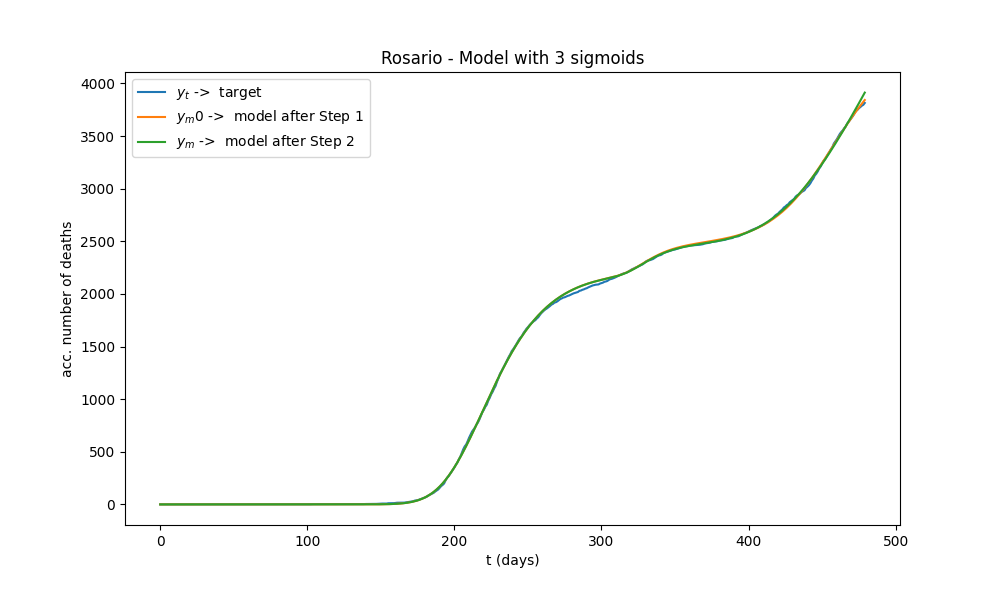 Rosario - Model with 3 sigmoids
y_t -> target
y_m0 -> model after Step 1
y_m -> model after Step 2
4000
3500
3000
2500
2000
1500
1000
500
0
acc. number of deaths
0 100 200 300 400 500
t (days)